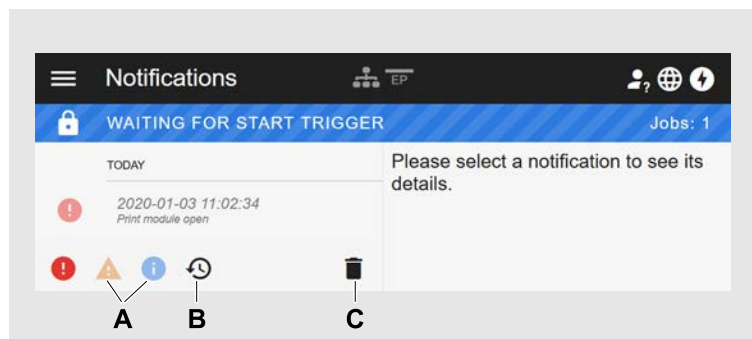 Notifications
EP
?
WAITING FOR START TRIGGER
Jobs: 1
TODAY
2020-01-03 11:02:34
Print module open
Please select a notification to see its
details.
! ! i
A B C